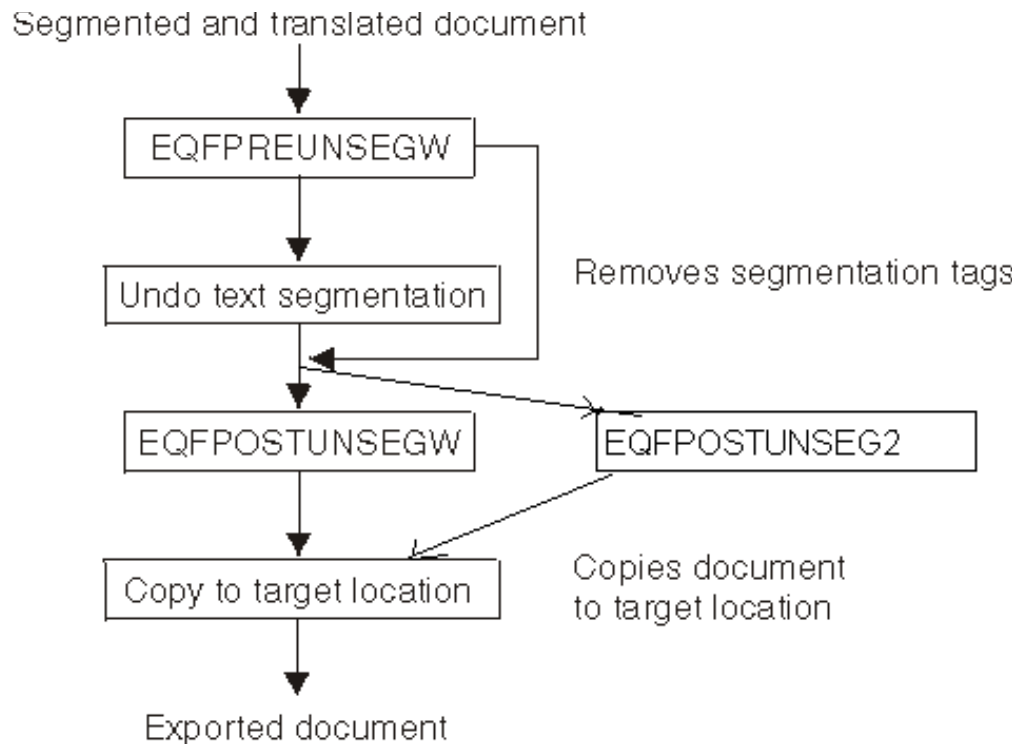 Segmented and translated document
EQFPREUNSEGW
Removes segmentation tags
Undo text segmentation
EQFPOSTUNSEGW
EQFPOSTUNSEG2
Copy to target location
Copies document
to target location
Exported document